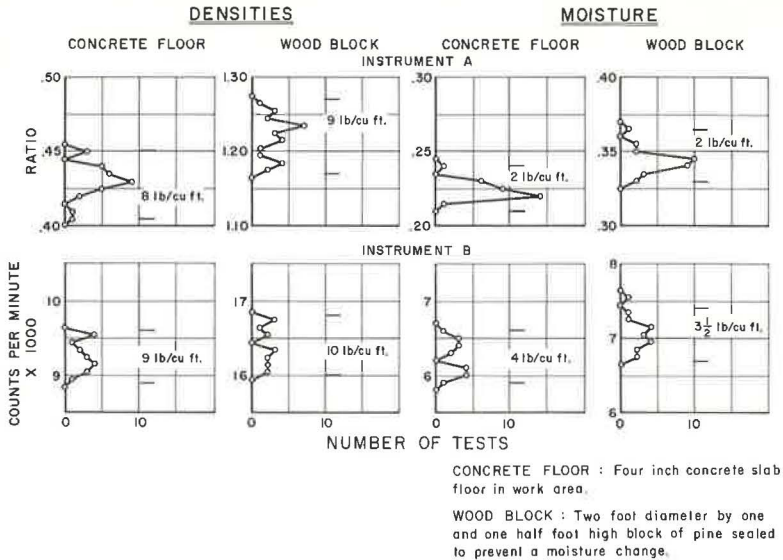 DENSITIES MOISTURE
CONCRETE FLOOR WOOD BLOCK CONCRETE FLOOR WOOD BLOCK
INSTRUMENT A
.50 1.30 .30 .40
9 lb/cu ft.
RATIO
.45 1.20 .25 .35
2 lb/cu ft.
2 lb/cu ft.
8 lb/cu ft.
.40 1.10 .20 .30
INSTRUMENT B
8
10 17 7
COUNTS PER MINUTE
X 1000
7
3 1/2 lb/cu ft.
9 lb/cu ft. 10 lb/cu ft. 4 lb/cu ft.
9 16 6 6
5 5
0 10 0 10 0 10 0 10
NUMBER OF TESTS
CONCRETE FLOOR : Four inch concrete slab
floor in work area.
WOOD BLOCK : Two foot diameter by one
and one half foot high block of pine sealed
to prevent a moisture change.